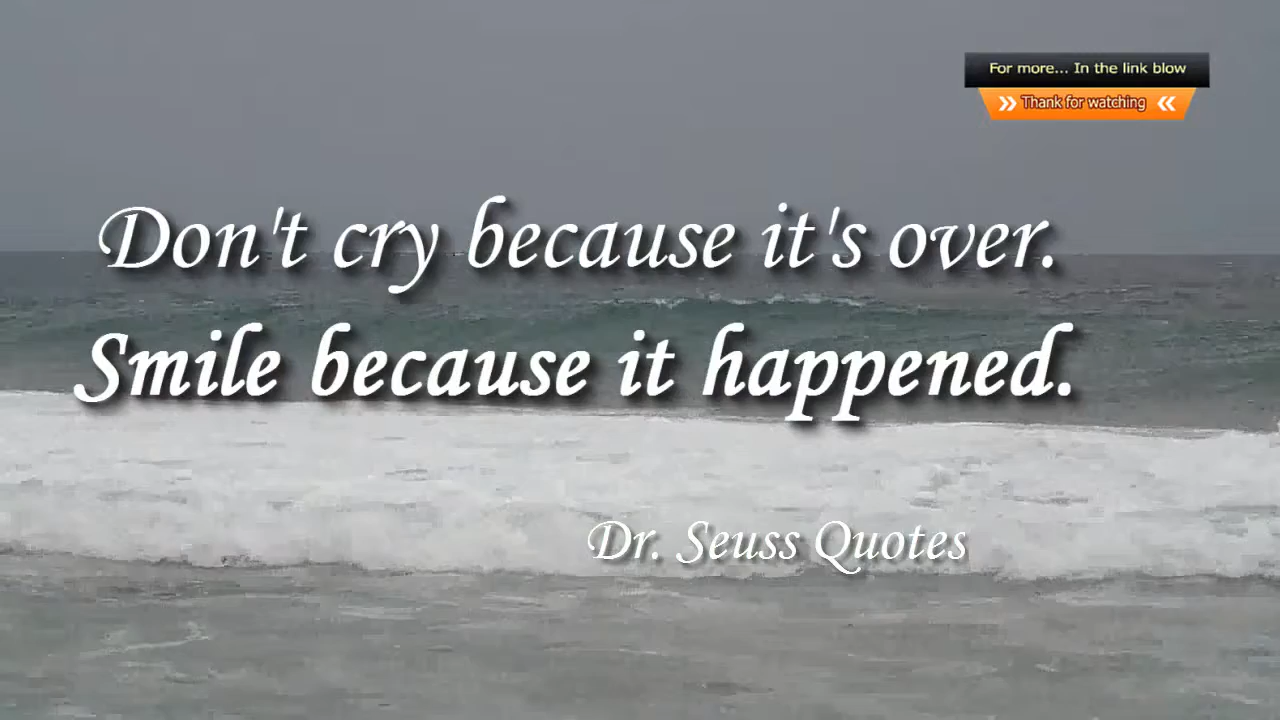 For more... In the link blow
Thank for watching
Don't cry because it's over.
Smile because it happened.
Dr. Seuss Quotes